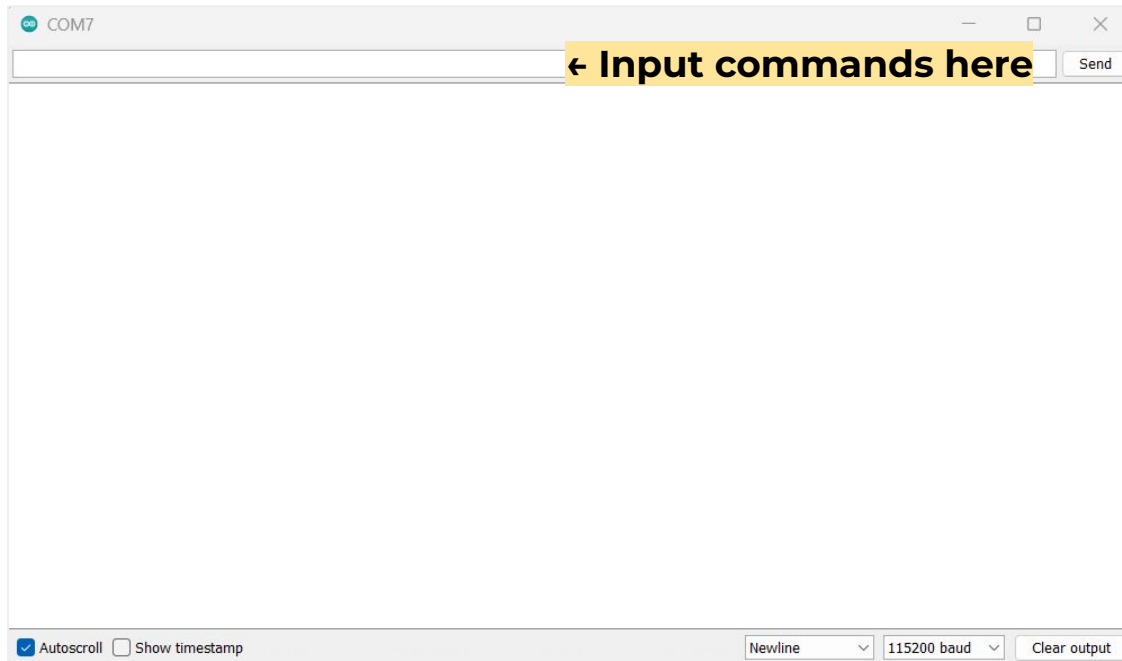 COM7
← Input commands here
Send
Autoscroll
Show timestamp
Newline
115200 baud
Clear output